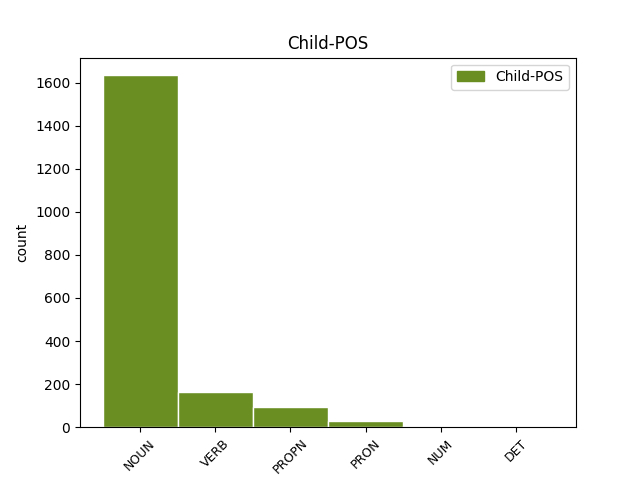 Child-POS
Child-POS
1600
1400
1200
1000
800
600
400
200
0
count
NOUN
VERB
PROPN
PRON
NUM
DET